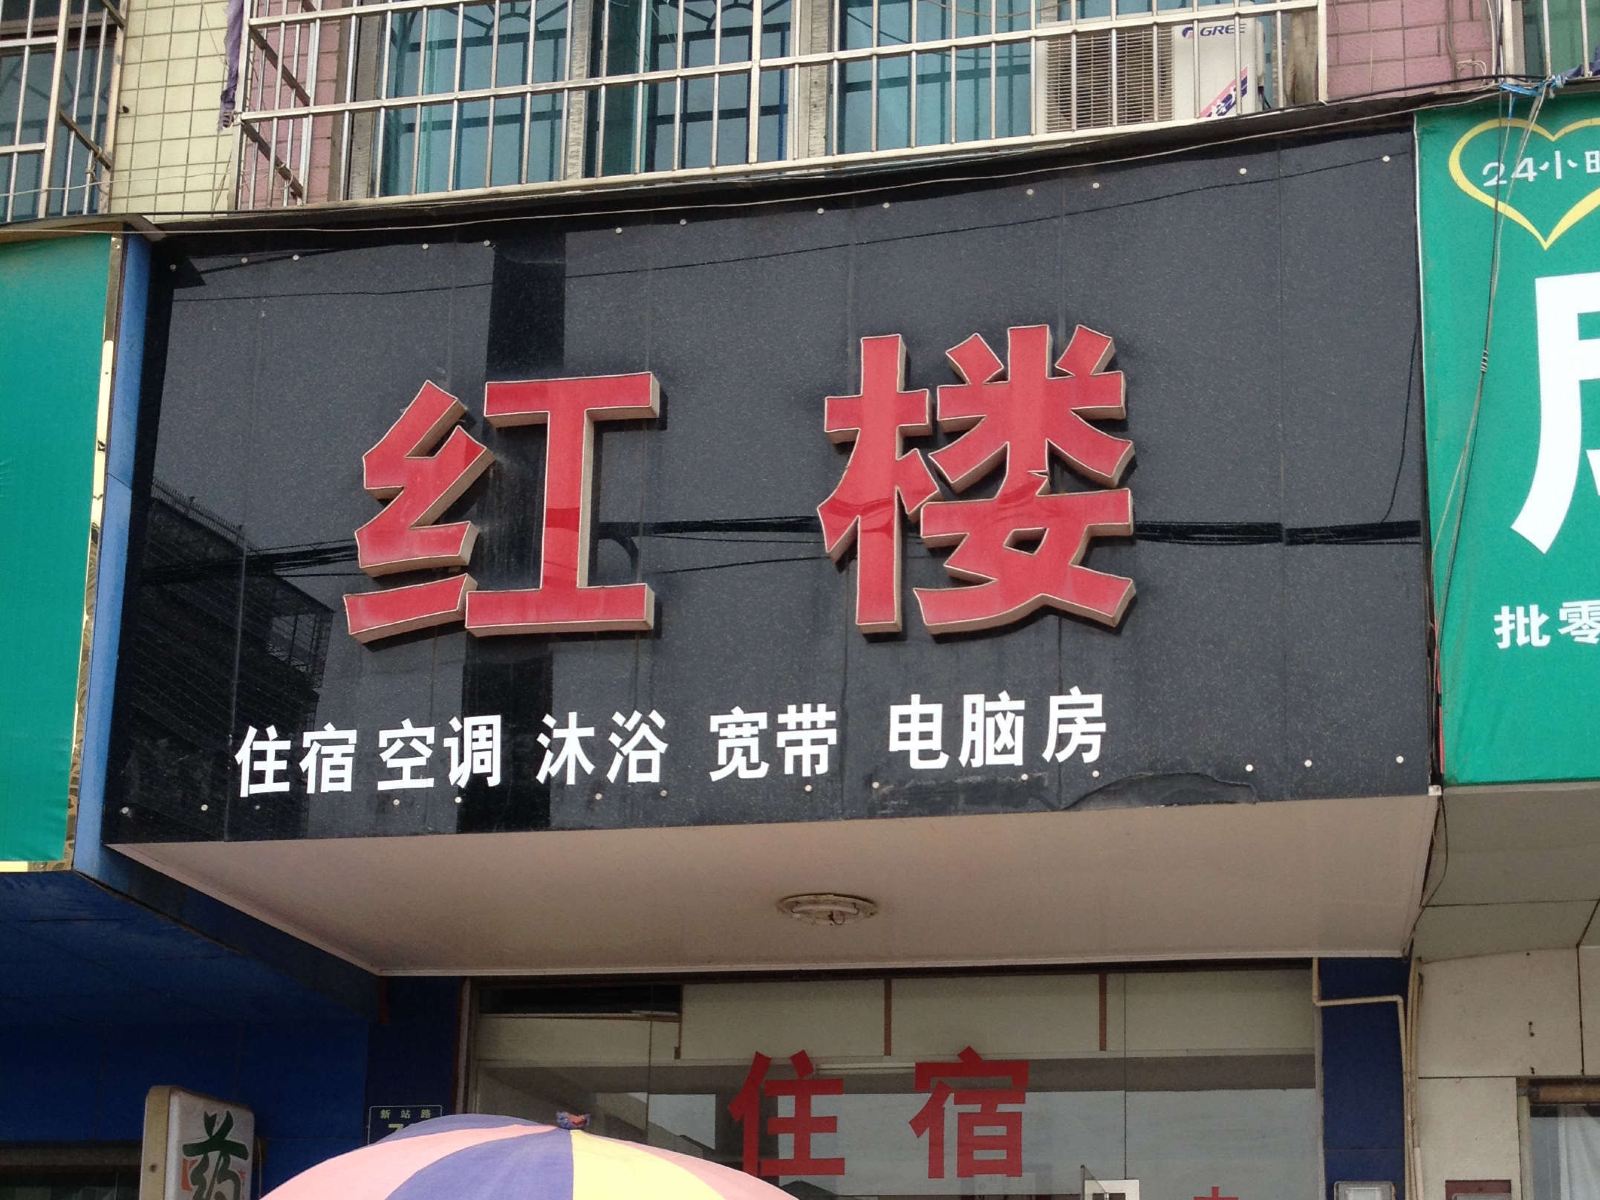 GREE
24小
红楼
批零
住宿 空调 沐浴 宽带 电脑房
住宿
新站路
药